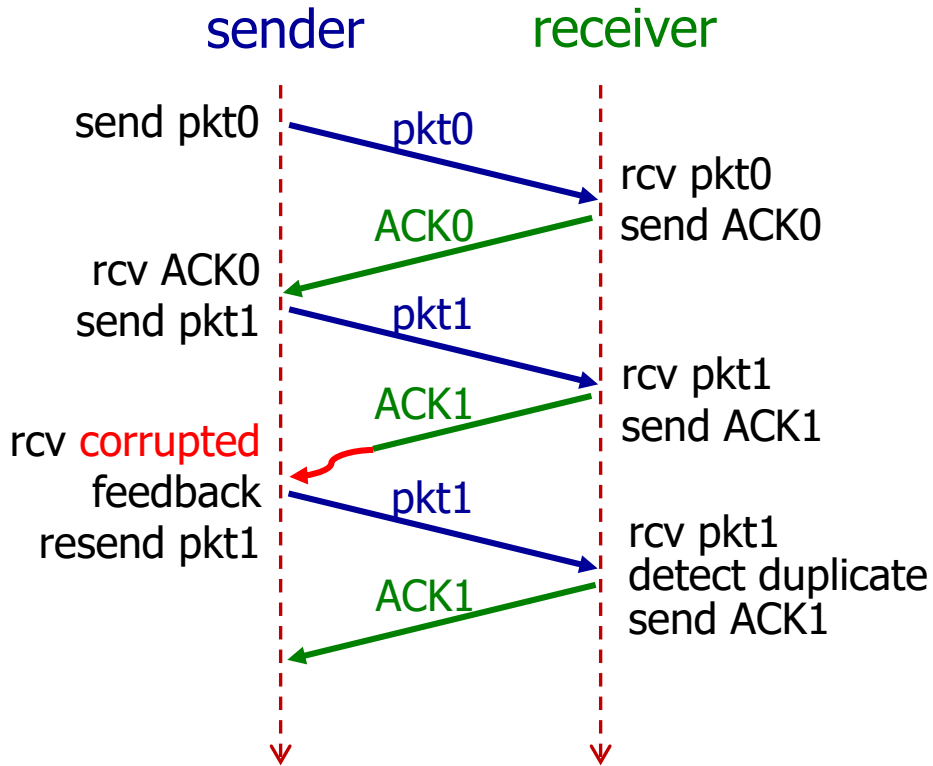 sender
receiver
send pkt0
pkt0
rcv pkt0
send ACK0
ACK0
rcv ACK0
send pkt1
pkt1
rcv pkt1
send ACK1
ACK1
rcv corrupted
feedback
resend pkt1
pkt1
rcv pkt1
detect duplicate
send ACK1
ACK1